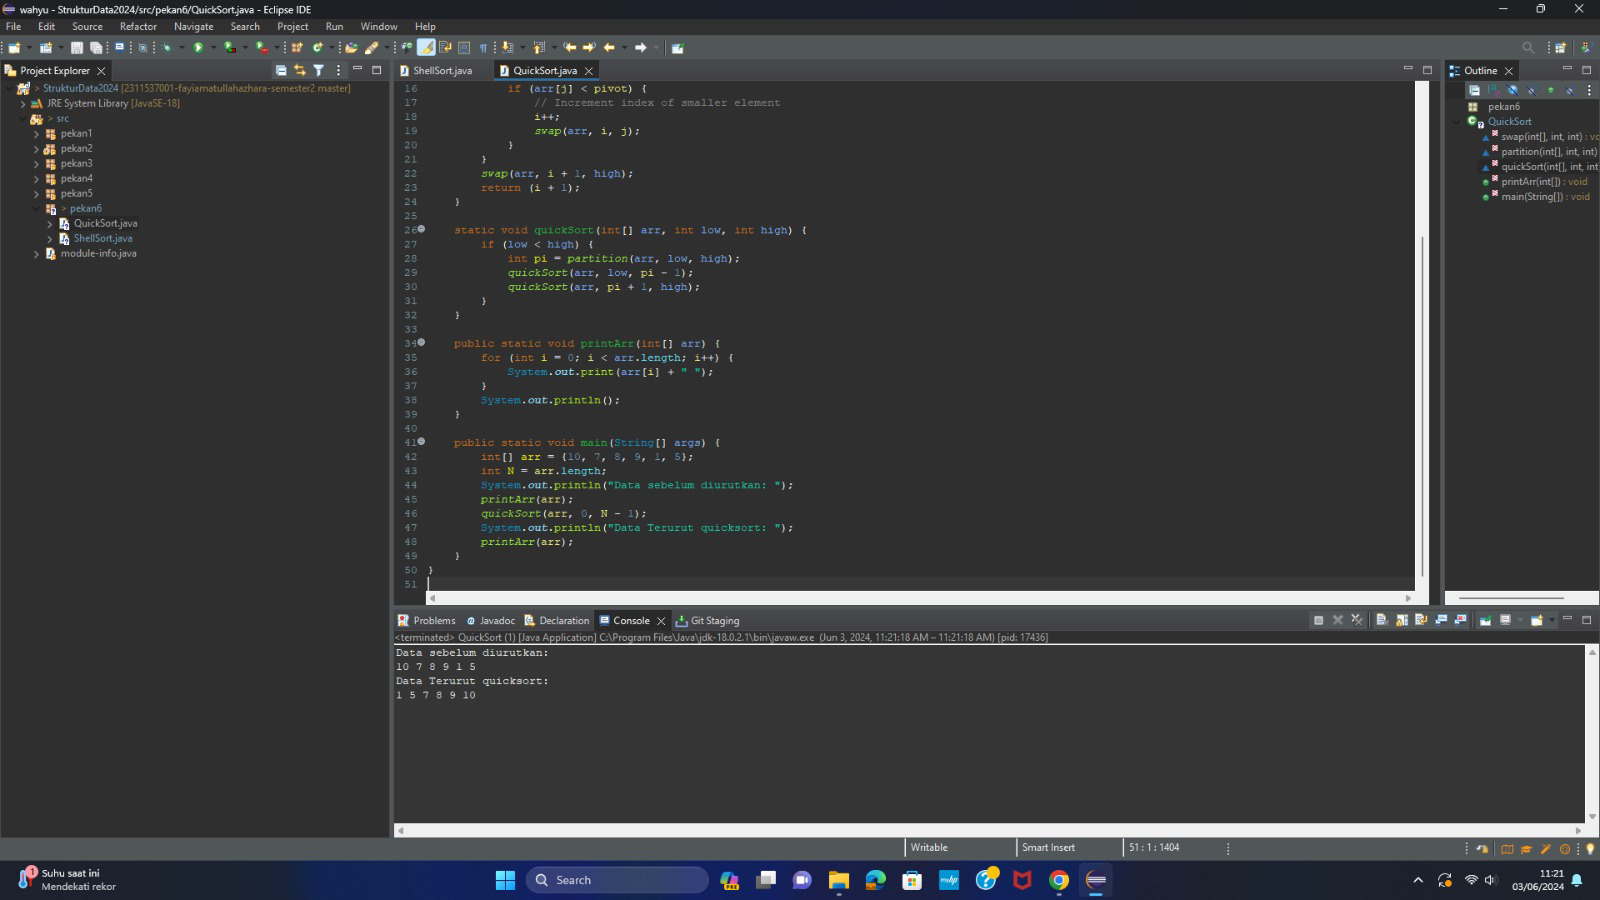 wahyu - StrukturData2024/src/pekan6/QuickSort.java - Eclipse IDE
File Edit Source Refactor Navigate Search Project Run Window Help
Project Explorer
> StrukturData2024 [2311537001-fayiamatullahazhara-semester2 master]
JRE System Library [JavaSE-18]
> src
pekan1
pekan2
pekan3
pekan4
pekan5
> pekan6
QuickSort.java
ShellSort.java
module-info.java
ShellSort.java QuickSort.java
16 if (arr[j] < pivot) {
17 // Increment index of smaller element
18 i++;
19 swap(arr, i, j);
20 }
21 }
22 swap(arr, i + 1, high);
23 return (i + 1);
24 }
25
26 static void quickSort(int[] arr, int low, int high) {
27 if (low < high) {
28 int pi = partition(arr, low, high);
29 quickSort(arr, low, pi - 1);
30 quickSort(arr, pi + 1, high);
31 }
32 }
33
34 public static void printArr(int[] arr) {
35 for (int i = 0; i < arr.length; i++) {
36 System.out.print(arr[i] + " ");
37 }
38 System.out.println();
39 }
40
41 public static void main(String[] args) {
42 int[] arr = {10, 7, 8, 9, 1, 5};
43 int N = arr.length;
44 System.out.println("Data sebelum diurutkan: ");
45 printArr(arr);
46 quickSort(arr, 0, N - 1);
47 System.out.println("Data Terurut quicksort: ");
48 printArr(arr);
49 }
50 }
51
Outline
pekan6
QuickSort
swap(int[], int, int) : vo
partition(int[], int, int)
quickSort(int[], int, int
printArr(int[]) : void
main(String[]) : void
Problems Javadoc Declaration Console Git Staging
<terminated> QuickSort (1) [Java Application] C:\Program Files\Java\jdk-18.0.2.1\bin\javaw.exe (Jun 3, 2024, 11:21:18 AM – 11:21:18 AM) [pid: 17436]
Data sebelum diurutkan:
10 7 8 9 1 5
Data Terurut quicksort:
1 5 7 8 9 10
Writable Smart Insert 51 : 1 : 1404
1
Suhu saat ini
Mendekati rekor
Search
PRE
11:21
03/06/2024